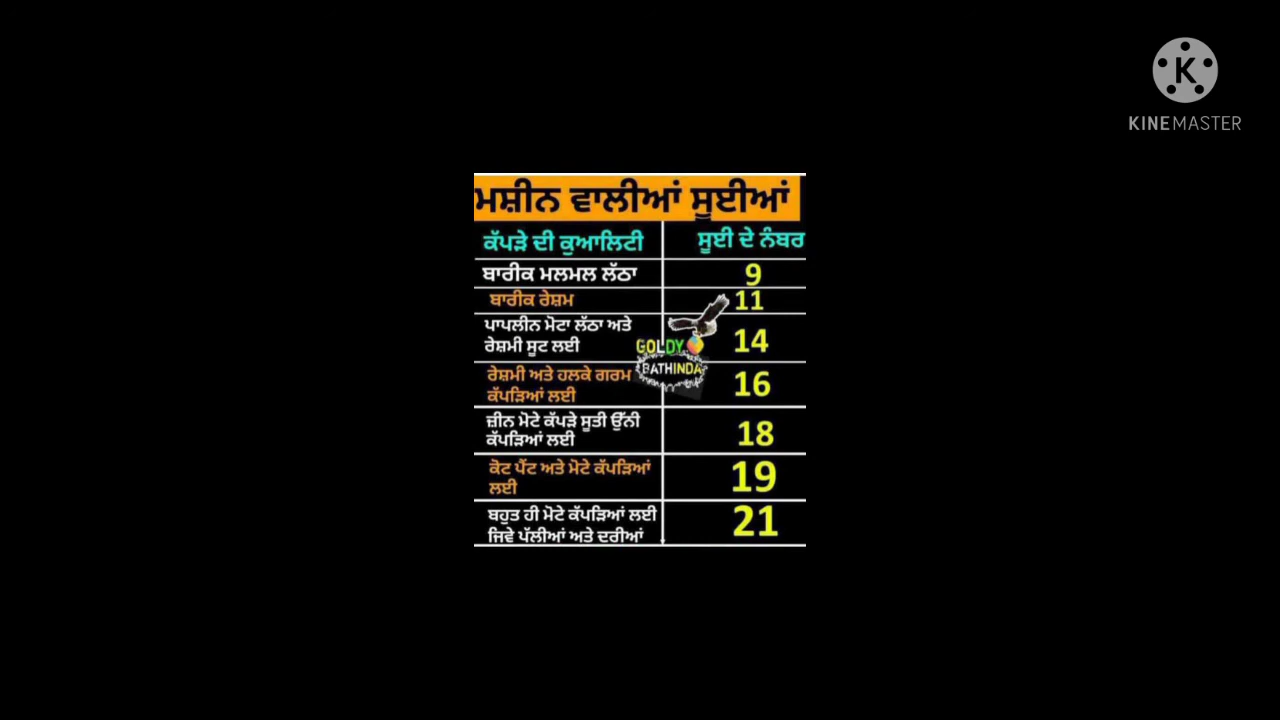 KINEMASTER
ਮਸ਼ੀਨ ਵਾਲੀਆਂ ਸੂਈਆਂ
ਕੱਪੜੇ ਦੀ ਕੁਆਲਿਟੀ ਸੂਈ ਦੇ ਨੰਬਰ
ਬਾਰੀਕ ਮਲਮਲ ਲੱਠਾ 9
ਬਾਰੀਕ ਰੇਸ਼ਮ 11
ਪਾਪਲੀਨ ਮੋਟਾ ਲੱਠਾ ਅਤੇ
ਰੇਸ਼ਮੀ ਸੂਟ ਲਈ 14
GOLDY
BATHINDA
ਰੇਸ਼ਮੀ ਅਤੇ ਹਲਕੇ ਗਰਮ
ਕੱਪੜਿਆਂ ਲਈ 16
ਜ਼ੀਨ ਮੋਟੇ ਕੱਪੜੇ ਸੂਤੀ ਉੱਨੀ
ਕੱਪੜਿਆਂ ਲਈ 18
ਕੋਟ ਪੈਂਟ ਅਤੇ ਮੋਟੇ ਕੱਪੜਿਆਂ
ਲਈ 19
ਬਹੁਤ ਹੀ ਮੋਟੇ ਕੱਪੜਿਆਂ ਲਈ
ਜਿਵੇ ਪੱਲੀਆਂ ਅਤੇ ਦਰੀਆਂ 21